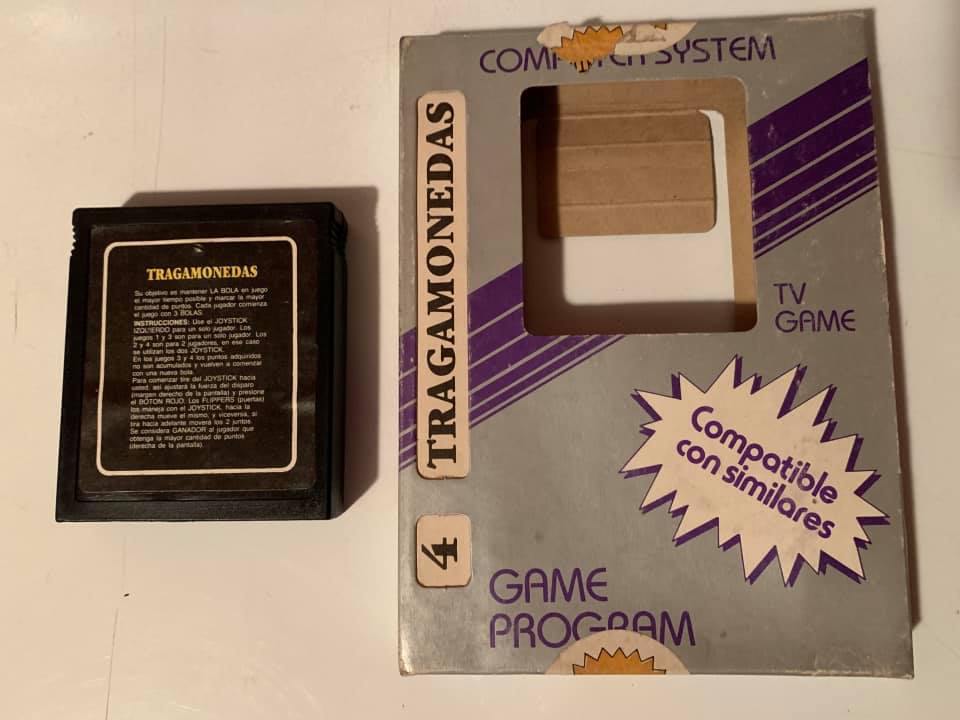 TRAGAMONEDAS
Su objetivo es mantener LA BOLA en juego
el mayor tiempo posible y marcar la mayor
cantidad de puntos. Cada jugador comienza
el juego con 3 BOLAS.
INSTRUCCIONES: Use el JOYSTICK
IZQUIERDO para un solo jugador. Los
juegos 1 y 3 son para un solo jugador. Los
2 y 4 son para 2 jugadores, en ese caso
se utilizan los dos JOYSTICK.
En los juegos 3 y 4 los puntos adquiridos
no son acumulados y vuelven a comenzar
con una nueva bola.
Para comenzar tire del JOYSTICK hacia
usted, así ajustará la fuerza del disparo
(margen derecho de la pantalla) y presione
el BOTON ROJO. Los FLIPPERS (puertas)
los maneja con el JOYSTICK, hacia la
derecha mueve el mismo, y viceversa, si
tira hacia adelante moverá los 2 juntos.
Se considera GANADOR al jugador que
obtenga la mayor cantidad de puntos
(derecha de la pantalla).
COMPUTER SYSTEM
TRAGAMONEDAS
4
TV
GAME
Compatible
con similares
GAME
PROGRAM